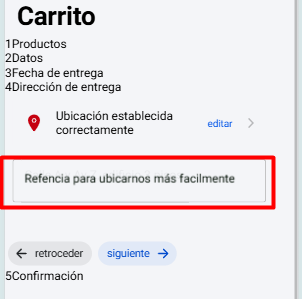 Carrito
1Productos
2Datos
3Fecha de entrega
4Dirección de entrega
Ubicación establecida
correctamente
editar
Refencia para ubicarnos más facilmente
retroceder
siguiente
5Confirmación